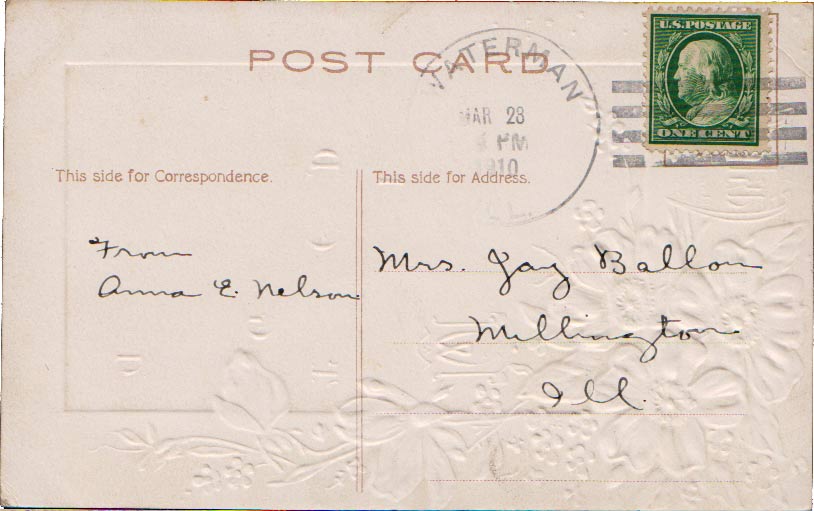 POST CARD
WATERMAN
MAR 28
PM
1910
ILL.
U.S. POSTAGE
ONE CENT
This side for Correspondence.
This side for Address.
From
Anna E. Nelson
Mrs. Jay Ballou
Millington
Ill.